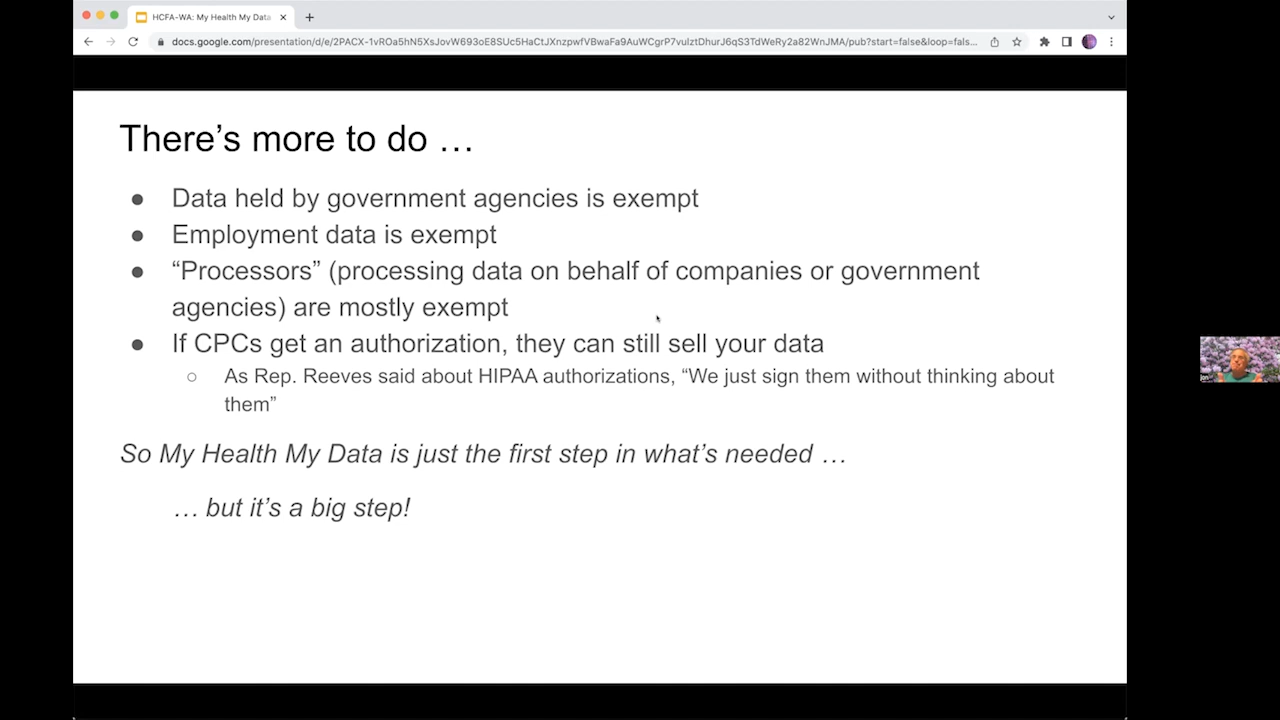 HCFA-WA: My Health My Data
docs.google.com/presentation/d/e/2PACX-1vROa5hN5XsJovW693oE8SUc5HaCtJXnzpwfVBwaFa9AuWCgrP7vuIztDhurJ6qS3TdWeRy2a82WnJMA/pub?start=false&loop=fals...
There’s more to do …
● Data held by government agencies is exempt
● Employment data is exempt
● “Processors” (processing data on behalf of companies or government
agencies) are mostly exempt
● If CPCs get an authorization, they can still sell your data
○ As Rep. Reeves said about HIPAA authorizations, “We just sign them without thinking about
them”
So My Health My Data is just the first step in what’s needed …
… but it’s a big step!